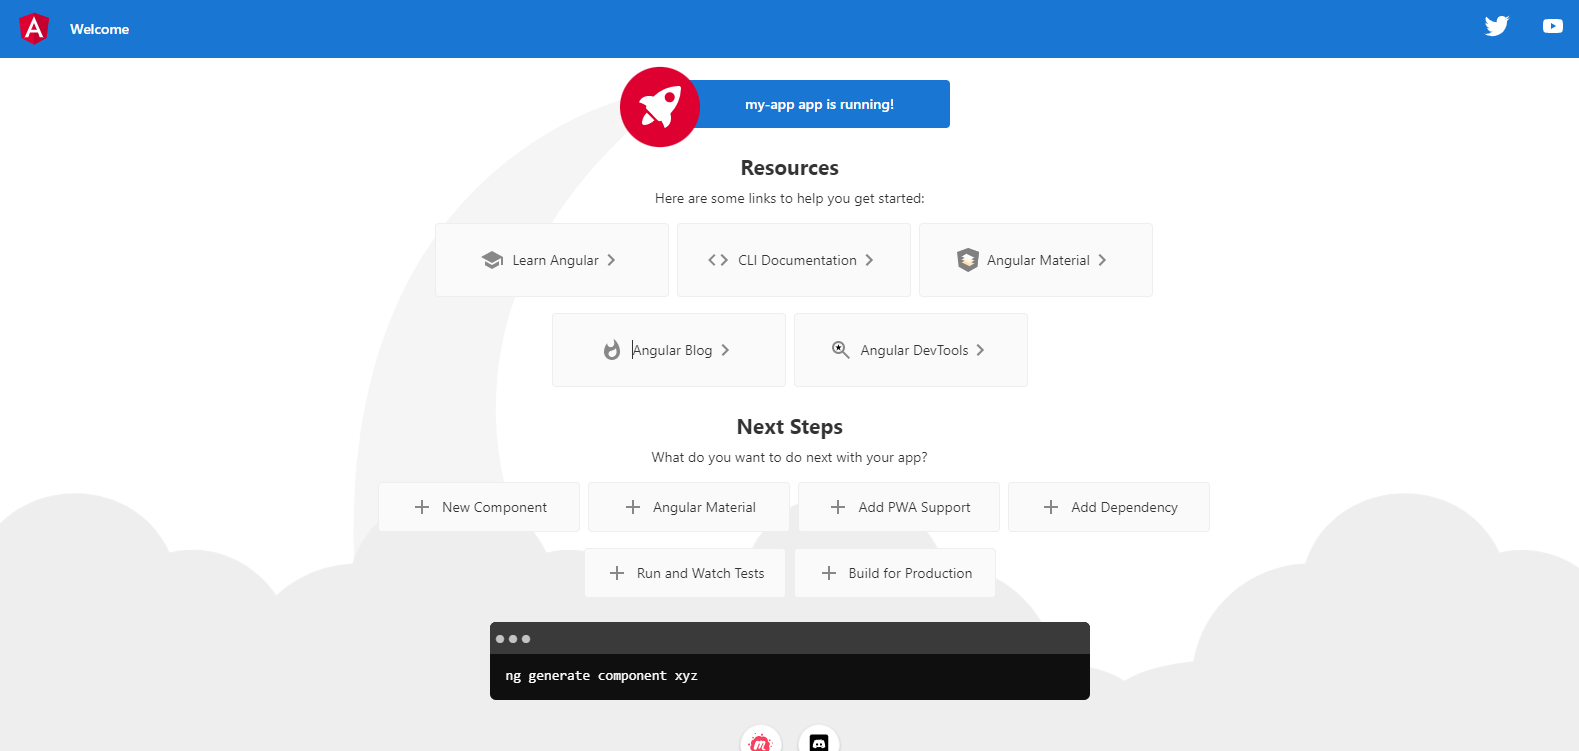 Welcome
my-app app is running!
Resources
Here are some links to help you get started:
Learn Angular
CLI Documentation
Angular Material
Angular Blog
Angular DevTools
Next Steps
What do you want to do next with your app?
New Component
Angular Material
Add PWA Support
Add Dependency
Run and Watch Tests
Build for Production
ng generate component xyz